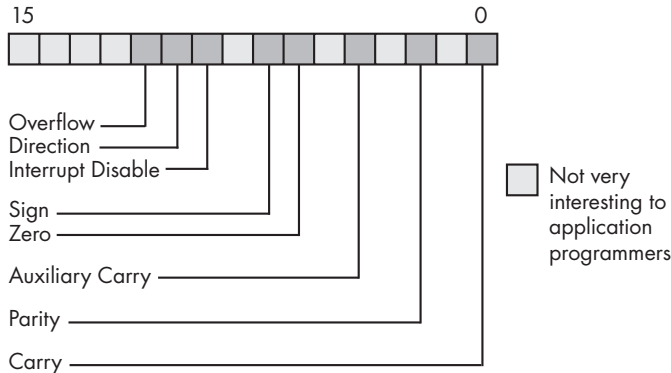 15 0
Overflow
Direction
Interrupt Disable
Sign
Zero
Auxiliary Carry
Parity
Carry
Not very
interesting to
application
programmers